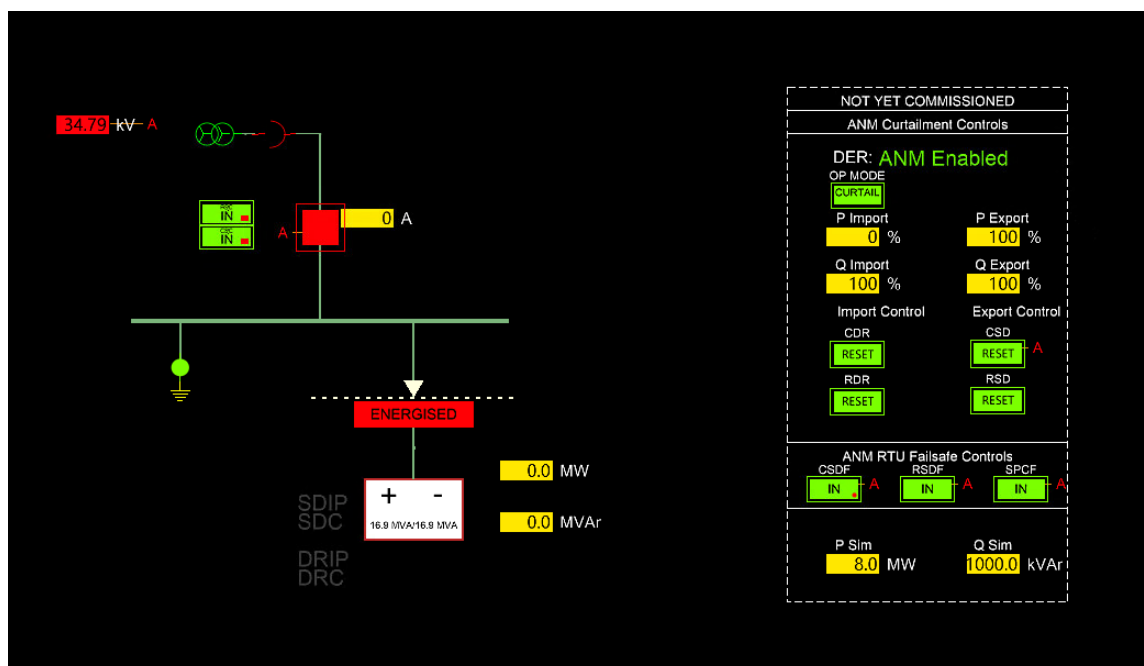 NOT YET COMMISSIONED
ANM Curtailment Controls
34.79 kV A
DER: ANM Enabled
OP MODE
CURTAIL
IN
0 A
P Import P Export
0 % 100 %
A
IN
Q Import Q Export
100 % 100 %
Import Control Export Control
CDR CSD
RESET RESET A
RDR RSD
RESET RESET
ENERGISED
ANM RTU Failsafe Controls
CSDF RSDF SPCF
IN A IN A IN A
0.0 MW
+ -
16.9 MVA/16.9 MVA
SDIP
SDC
0.0 MVAr
DRIP
DRC
P Sim Q Sim
8.0 MW 1000.0 kVAr